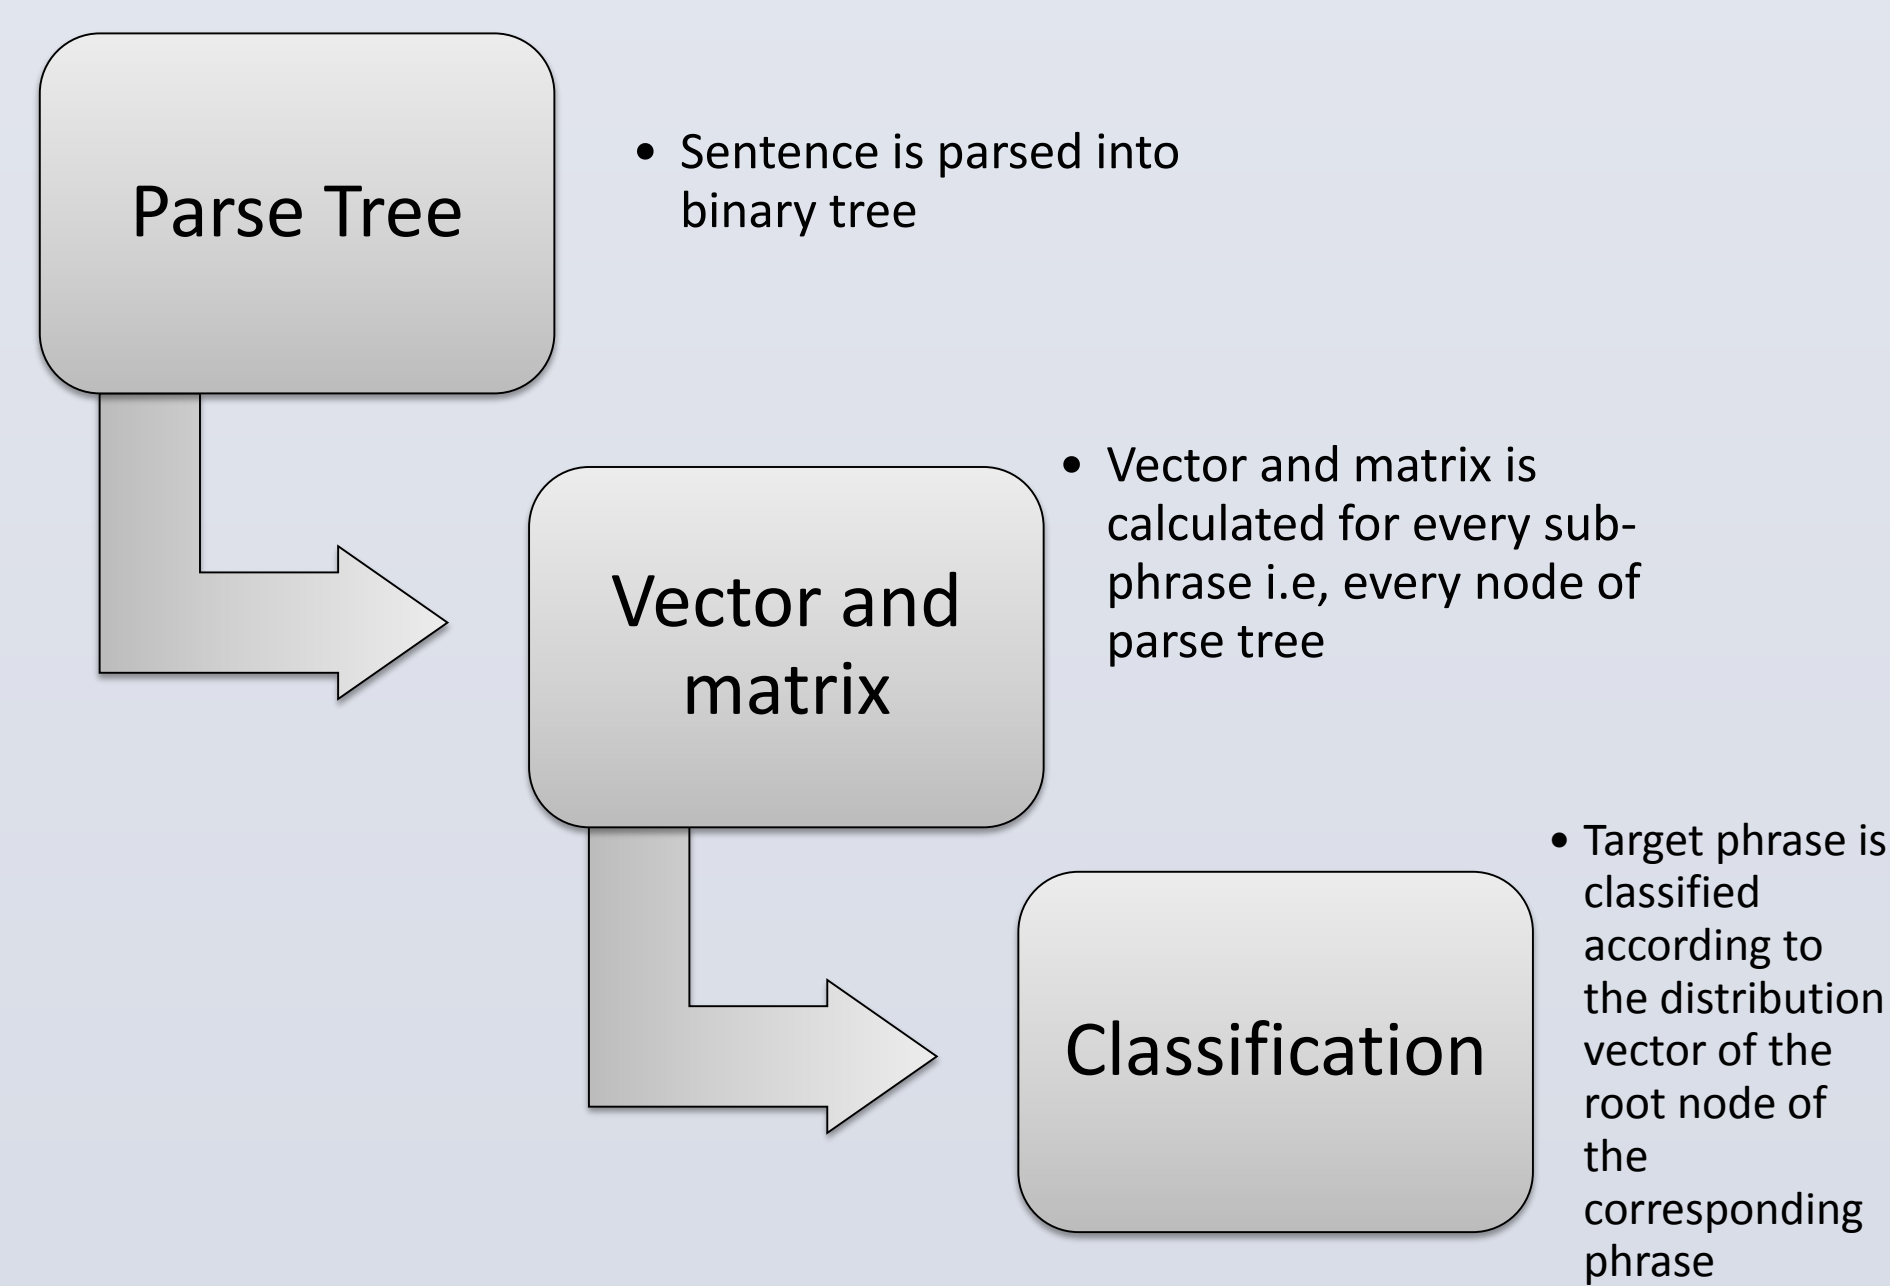 Parse Tree
• Sentence is parsed into
binary tree
Vector and
matrix
• Vector and matrix is
calculated for every sub-
phrase i.e, every node of
parse tree
Classification
• Target phrase is
classified
according to
the distribution
vector of the
root node of
the
corresponding
phrase